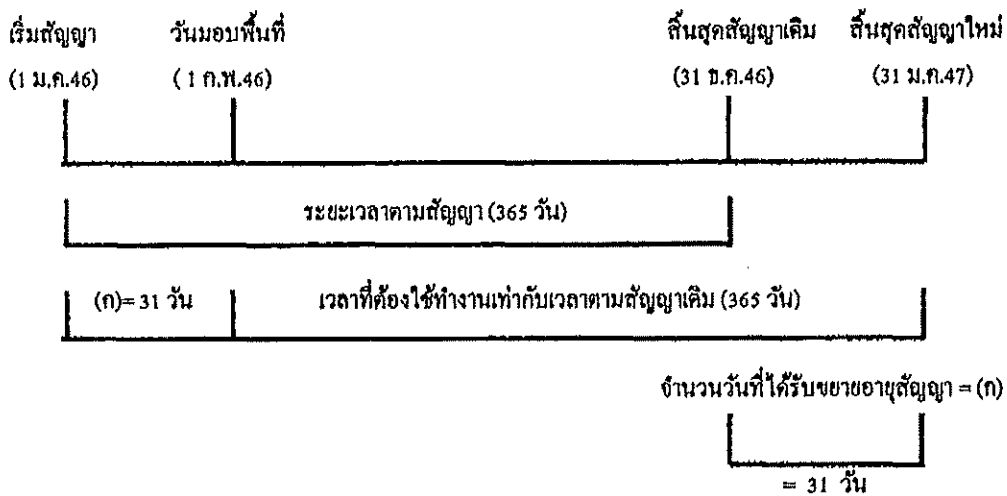 เริ่มสัญญา วันมอบพื้นที่ สิ้นสุดสัญญาเดิม สิ้นสุดสัญญาใหม่
(1 ม.ค.46) ( 1 ก.พ.46) (31 ธ.ค.46) (31 ม.ค.47)
ระยะเวลาตามสัญญา (365 วัน)
(ก)= 31 วัน เวลาที่ต้องใช้ทำงานเท่ากับเวลาตามสัญญาเดิม (365 วัน)
จำนวนวันที่ได้รับขยายอายุสัญญา = (ก)
= 31 วัน